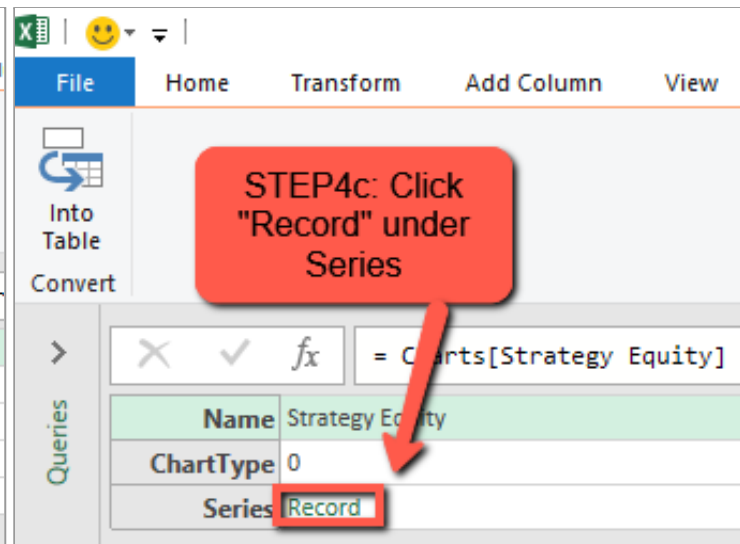 File Home Transform Add Column View
Into
Table
Convert
STEP4c: Click
"Record" under
Series
fx = Charts[Strategy Equity]
Queries
Name Strategy Equity
ChartType 0
Series Record